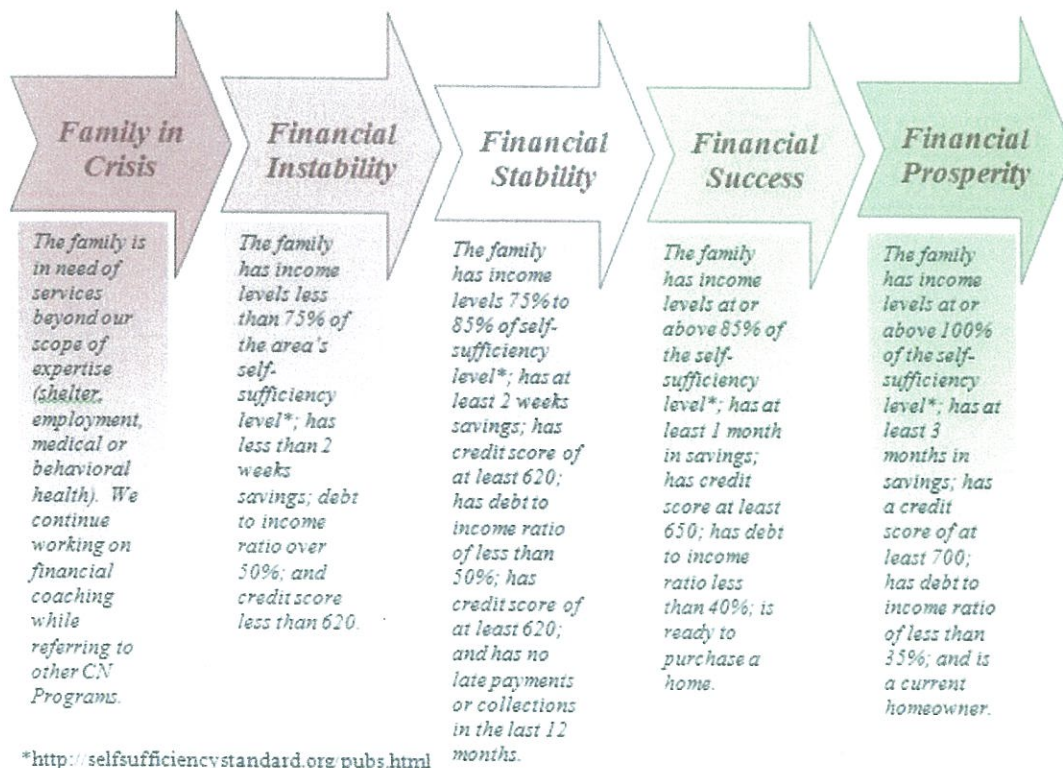 Family in
Crisis
The family is
in need of
services
beyond our
scope of
expertise
(shelter,
employment,
medical or
behavioral
health). We
continue
working on
financial
coaching
while
referring to
other CN
Programs.
Financial
Instability
The family
has income
levels less
than 75% of
the area's
self-
sufficiency
level*; has
less than 2
weeks
savings; debt
to income
ratio over
50%; and
credit score
less than 620.
Financial
Stability
The family
has income
levels 75% to
85% of self-
sufficiency
level*; has at
least 2 weeks
savings; has
credit score of
at least 620;
has debt to
income ratio
of less than
50%; has
credit score of
at least 620;
and has no
late payments
or collections
in the last 12
months.
Financial
Success
The family
has income
levels at or
above 85% of
the self-
sufficiency
level*; has at
least 1 month
in savings;
has credit
score at least
650; has debt
to income
ratio less
than 40%; is
ready to
purchase a
home.
Financial
Prosperity
The family
has income
levels at or
above 100%
of the self-
sufficiency
level*; has at
least 3
months in
savings; has
a credit
score of at
least 700;
has debt to
income ratio
of less than
35%; and is
a current
homeowner.
*http://selfsufficiencystandard.org/pubs.html